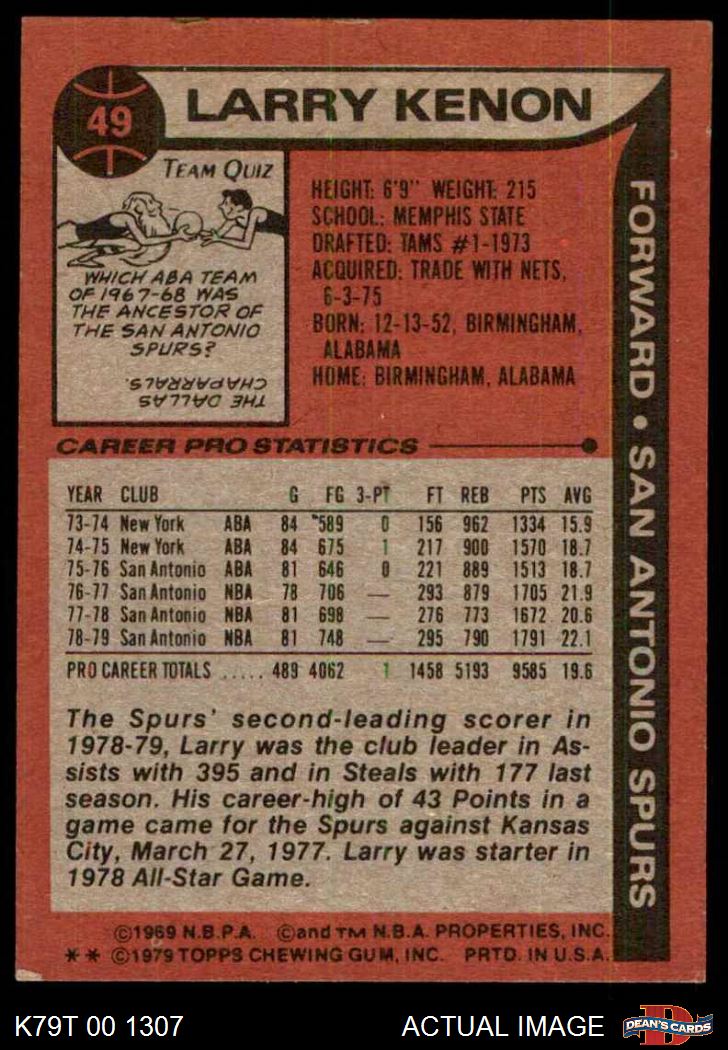 49
LARRY KENON
TEAM QUIZ
WHICH ABA TEAM
OF 1967-68 WAS
THE ANCESTOR OF
THE SAN ANTONIO
SPURS?
THE DALLAS
CHAPARRALS.
HEIGHT: 6'9" WEIGHT: 215
SCHOOL: MEMPHIS STATE
DRAFTED: TAMS #1-1973
ACQUIRED: TRADE WITH NETS,
6-3-75
BORN: 12-13-52, BIRMINGHAM,
ALABAMA
HOME: BIRMINGHAM, ALABAMA
FORWARD • SAN ANTONIO SPURS
CAREER PRO STATISTICS
YEAR CLUB G FG 3-PT FT REB PTS AVG
73-74 New York ABA 84 589 0 156 962 1334 15.9
74-75 New York ABA 84 675 1 217 900 1570 18.7
75-76 San Antonio ABA 81 646 0 221 889 1513 18.7
76-77 San Antonio NBA 78 706 — 293 879 1705 21.9
77-78 San Antonio NBA 81 698 — 276 773 1672 20.6
78-79 San Antonio NBA 81 748 — 295 790 1791 22.1
PRO CAREER TOTALS ..... 489 4062 1 1458 5193 9585 19.6
The Spurs' second-leading scorer in
1978-79, Larry was the club leader in As-
sists with 395 and in Steals with 177 last
season. His career-high of 43 Points in a
game came for the Spurs against Kansas
City, March 27, 1977. Larry was starter in
1978 All-Star Game.
©1969 N.B.P.A. ©and TM N.B.A. PROPERTIES, INC.
** ©1979 TOPPS CHEWING GUM, INC. PRTD. IN U.S.A.
K79T 00 1307
ACTUAL IMAGE
D
DEAN'S CARDS